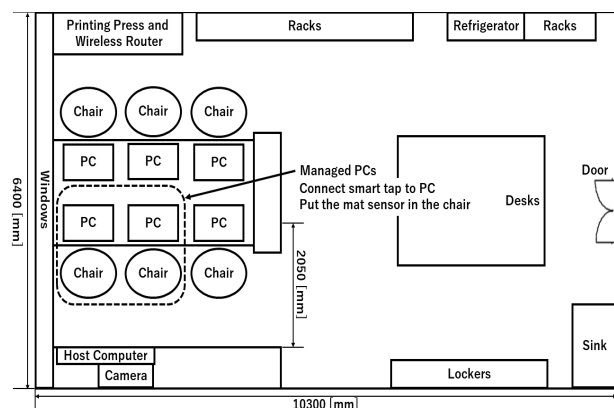 Printing Press and
Wireless Router
Racks
Refrigerator
Racks
Chair
Chair
Chair
PC
PC
PC
Managed PCs
Connect smart tap to PC
Put the mat sensor in the chair
Door
Windows
6400 [mm]
PC
PC
PC
Desks
Chair
Chair
Chair
2050 [mm]
Host Computer
Camera
Lockers
Sink
10300 [mm]